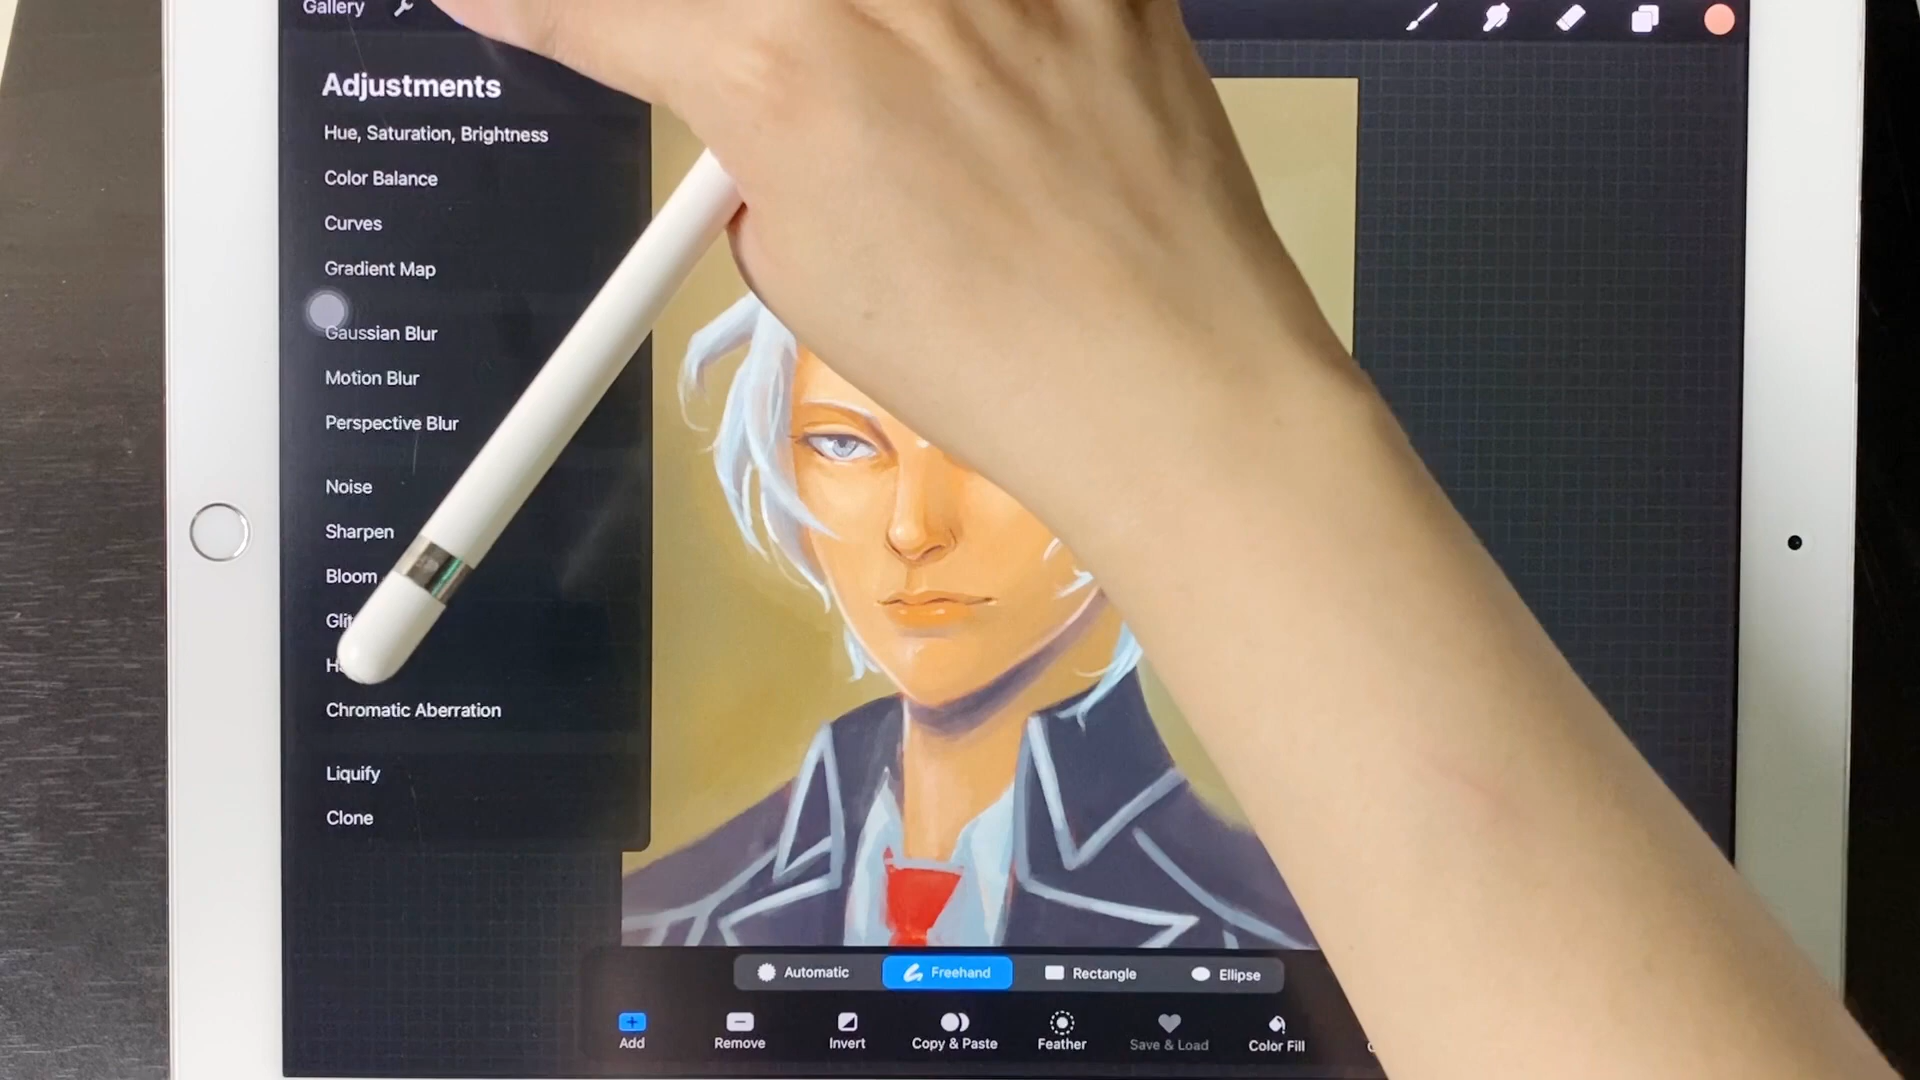 Gallery
Adjustments
Hue, Saturation, Brightness
Color Balance
Curves
Gradient Map
Gaussian Blur
Motion Blur
Perspective Blur
Noise
Sharpen
Bloom
Chromatic Aberration
Liquify
Clone
Automatic
Freehand
Rectangle
Ellipse
Add
Remove
Invert
Copy & Paste
Feather
Save & Load
Color Fill